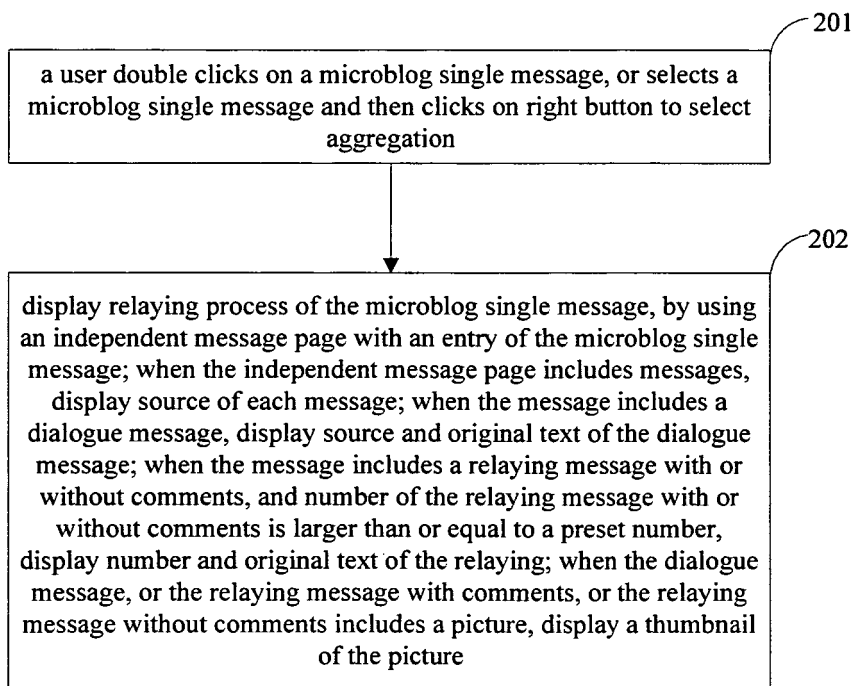 201
a user double clicks on a microblog single message, or selects a
microblog single message and then clicks on right button to select
aggregation
202
display relaying process of the microblog single message, by using
an independent message page with an entry of the microblog single
message; when the independent message page includes messages,
display source of each message; when the message includes a
dialogue message, display source and original text of the dialogue
message; when the message includes a relaying message with or
without comments, and number of the relaying message with or
without comments is larger than or equal to a preset number,
display number and original text of the relaying; when the dialogue
message, or the relaying message with comments, or the relaying
message without comments includes a picture, display a thumbnail
of the picture